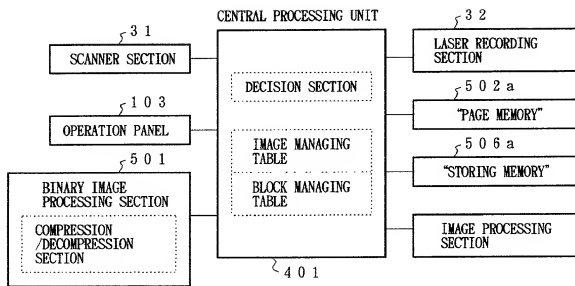 CENTRAL PROCESSING UNIT
31
SCANNER SECTION
103
OPERATION PANEL
501
BINARY IMAGE
PROCESSING SECTION
COMPRESSION
/DECOMPRESSION
SECTION
DECISION SECTION
IMAGE MANAGING
TABLE
BLOCK MANAGING
TABLE
401
32
LASER RECORDING
SECTION
502a
“PAGE MEMORY”
506a
“STORING MEMORY”
IMAGE PROCESSING
SECTION